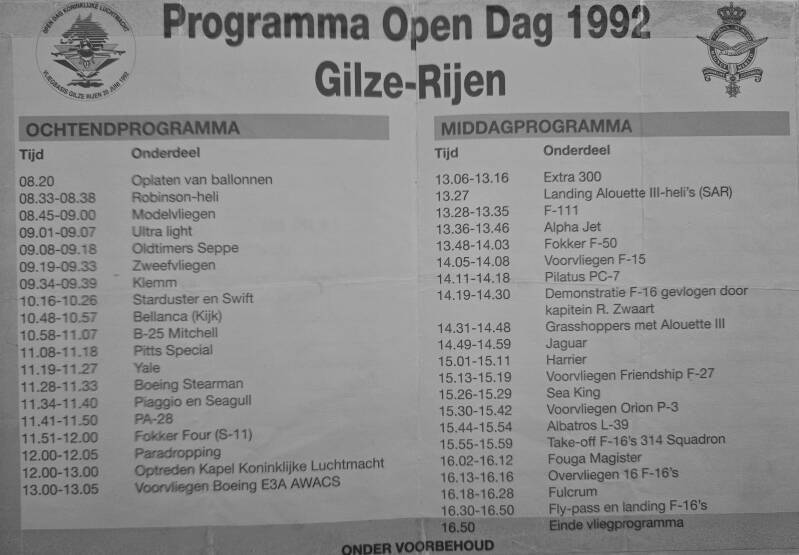 OPEN DAG KONINKLIJKE LUCHTMACHT
VLIEGBASIS GILZE RIJEN 20 JUNI 1992
Programma Open Dag 1992
Gilze-Rijen
OCHTENDPROGRAMMA
Tijd Onderdeel
08.20 Oplaten van ballonnen
08.33-08.38 Robinson-heli
08.45-09.00 Modelvliegen
09.01-09.07 Ultra light
09.08-09.18 Oldtimers Seppe
09.19-09.33 Zweefvliegen
09.34-09.39 Klemm
10.16-10.26 Starduster en Swift
10.48-10.57 Bellanca (Kijk)
10.58-11.07 B-25 Mitchell
11.08-11.18 Pitts Special
11.19-11.27 Yale
11.28-11.33 Boeing Stearman
11.34-11.40 Piaggio en Seagull
11.41-11.50 PA-28
11.51-12.00 Fokker Four (S-11)
12.00-12.05 Paradropping
12.00-13.00 Optreden Kapel Koninklijke Luchtmacht
13.00-13.05 Voorvliegen Boeing E3A AWACS
MIDDAGPROGRAMMA
Tijd Onderdeel
13.06-13.16 Extra 300
13.27 Landing Alouette III-heli's (SAR)
13.28-13.35 F-111
13.36-13.46 Alpha Jet
13.48-14.03 Fokker F-50
14.05-14.08 Voorvliegen F-15
14.11-14.18 Pilatus PC-7
14.19-14.30 Demonstratie F-16 gevlogen door
kapitein R. Zwaart
14.31-14.48 Grasshoppers met Alouette III
14.49-14.59 Jaguar
15.01-15.11 Harrier
15.13-15.19 Voorvliegen Friendship F-27
15.26-15.29 Sea King
15.30-15.42 Voorvliegen Orion P-3
15.44-15.54 Albatros L-39
15.55-15.59 Take-off F-16's 314 Squadron
16.02-16.12 Fouga Magister
16.13-16.16 Overvliegen 16 F-16's
16.18-16.28 Fulcrum
16.30-16.50 Fly-pass en landing F-16's
16.50 Einde vliegprogramma
ONDER VOORBEHOUD